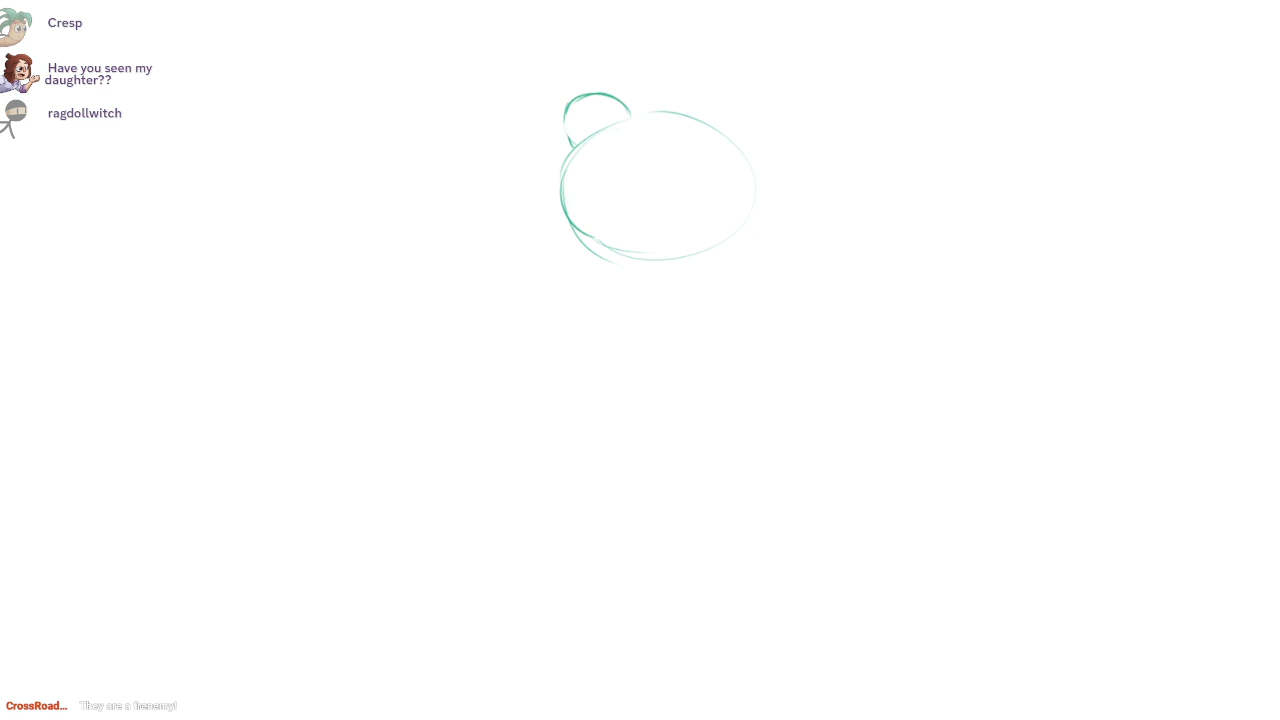 Cresp
Have you seen my
daughter??
ragdollwitch
CrossRoad... They are a frenemy!